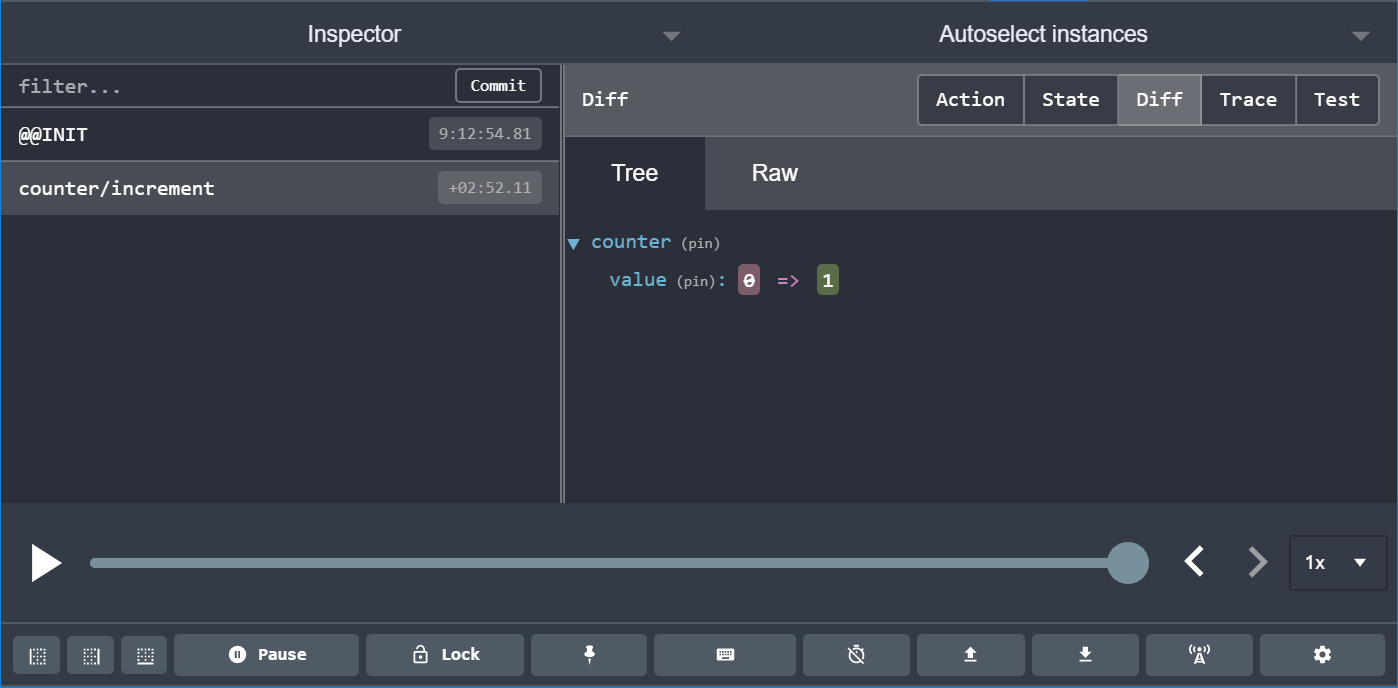 Inspector
Autoselect instances
filter...
Commit
Diff
Action
State
Diff
Trace
Test
@@INIT
9:12:54.81
counter/increment
+02:52.11
Tree
Raw
counter (pin)
value (pin): 0 => 1
1x
Pause
Lock